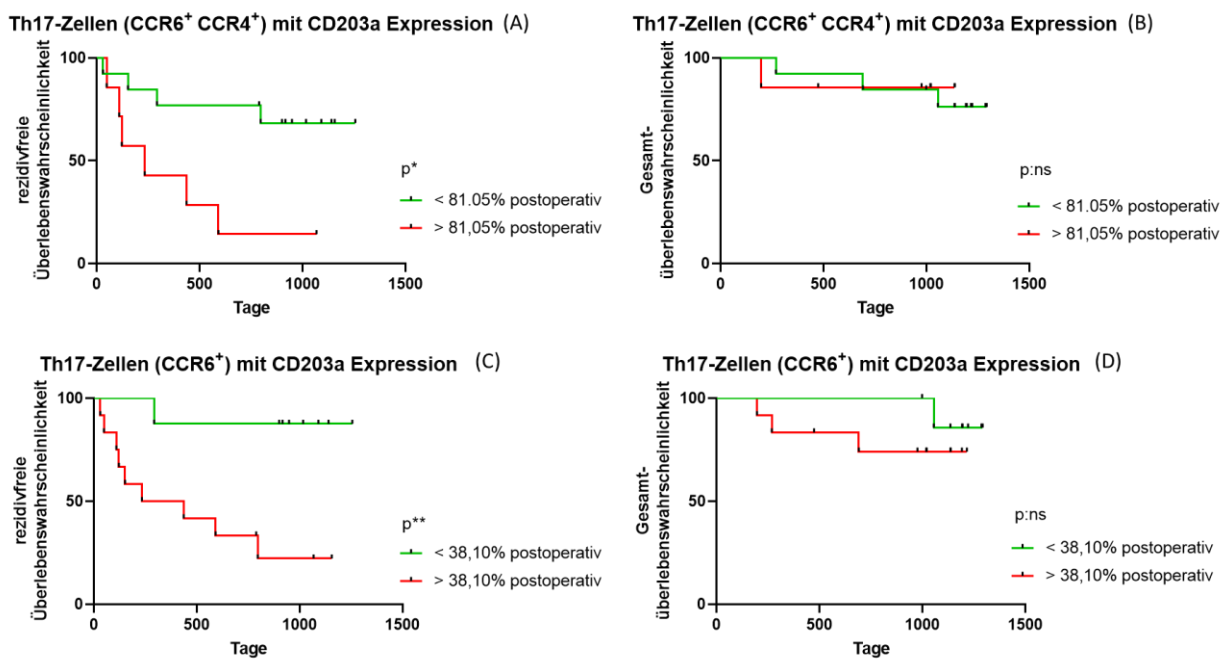 Th17-Zellen (CCR6⁺ CCR4⁺) mit CD203a Expression (A)
rezidivfreie
Überlebenswahrscheinlichkeit
100
50
0
0 500 1000 1500
Tage
p*
< 81.05% postoperativ
> 81,05% postoperativ
Th17-Zellen (CCR6⁺ CCR4⁺) mit CD203a Expression (B)
Gesamt-
überlebenswahrscheinlichkeit
100
50
0
0 500 1000 1500
Tage
p:ns
< 81.05% postoperativ
> 81,05% postoperativ
Th17-Zellen (CCR6⁺) mit CD203a Expression (C)
rezidivfreie
Überlebenswahrscheinlichkeit
100
50
0
0 500 1000 1500
Tage
p**
< 38,10% postoperativ
> 38,10% postoperativ
Th17-Zellen (CCR6⁺) mit CD203a Expression (D)
Gesamt-
überlebenswahrscheinlichkeit
100
50
0
0 500 1000 1500
Tage
p:ns
< 38,10% postoperativ
> 38,10% postoperativ